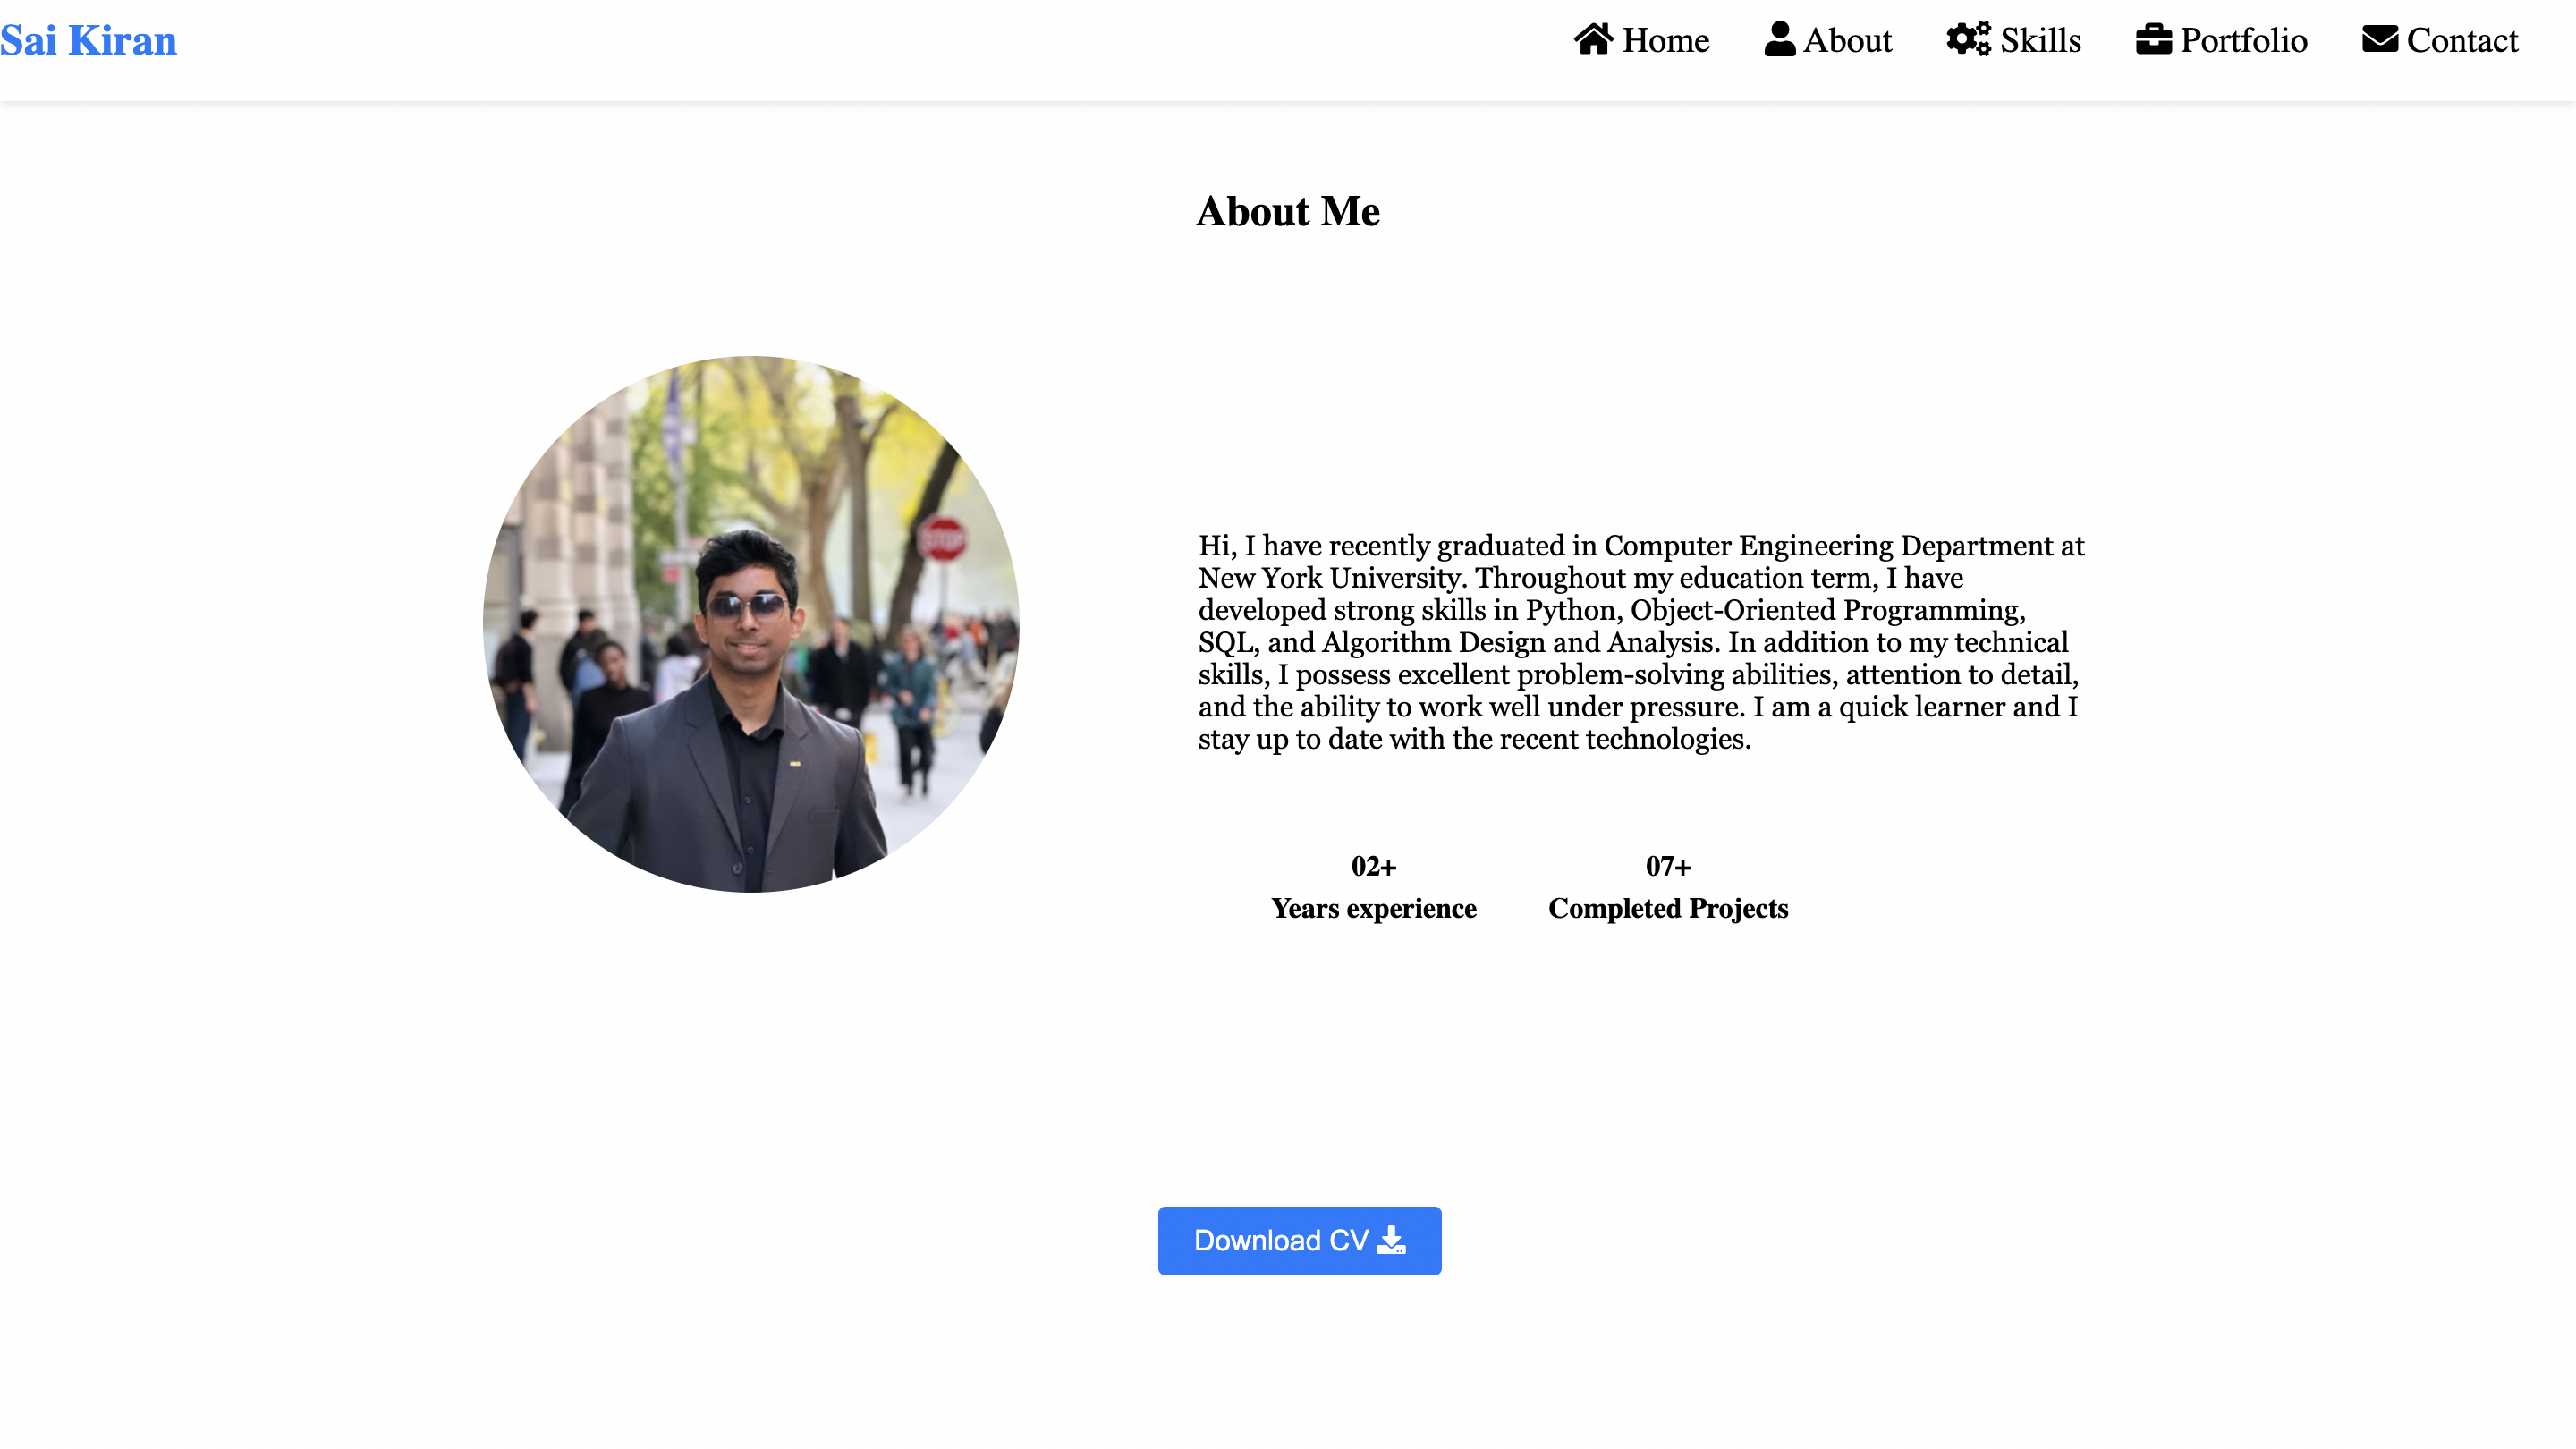 Sai Kiran
Home
About
Skills
Portfolio
Contact
About Me
STOP
Hi, I have recently graduated in Computer Engineering Department at
New York University. Throughout my education term, I have
developed strong skills in Python, Object-Oriented Programming,
SQL, and Algorithm Design and Analysis. In addition to my technical
skills, I possess excellent problem-solving abilities, attention to detail,
and the ability to work well under pressure. I am a quick learner and I
stay up to date with the recent technologies.
02+
Years experience
07+
Completed Projects
Download CV